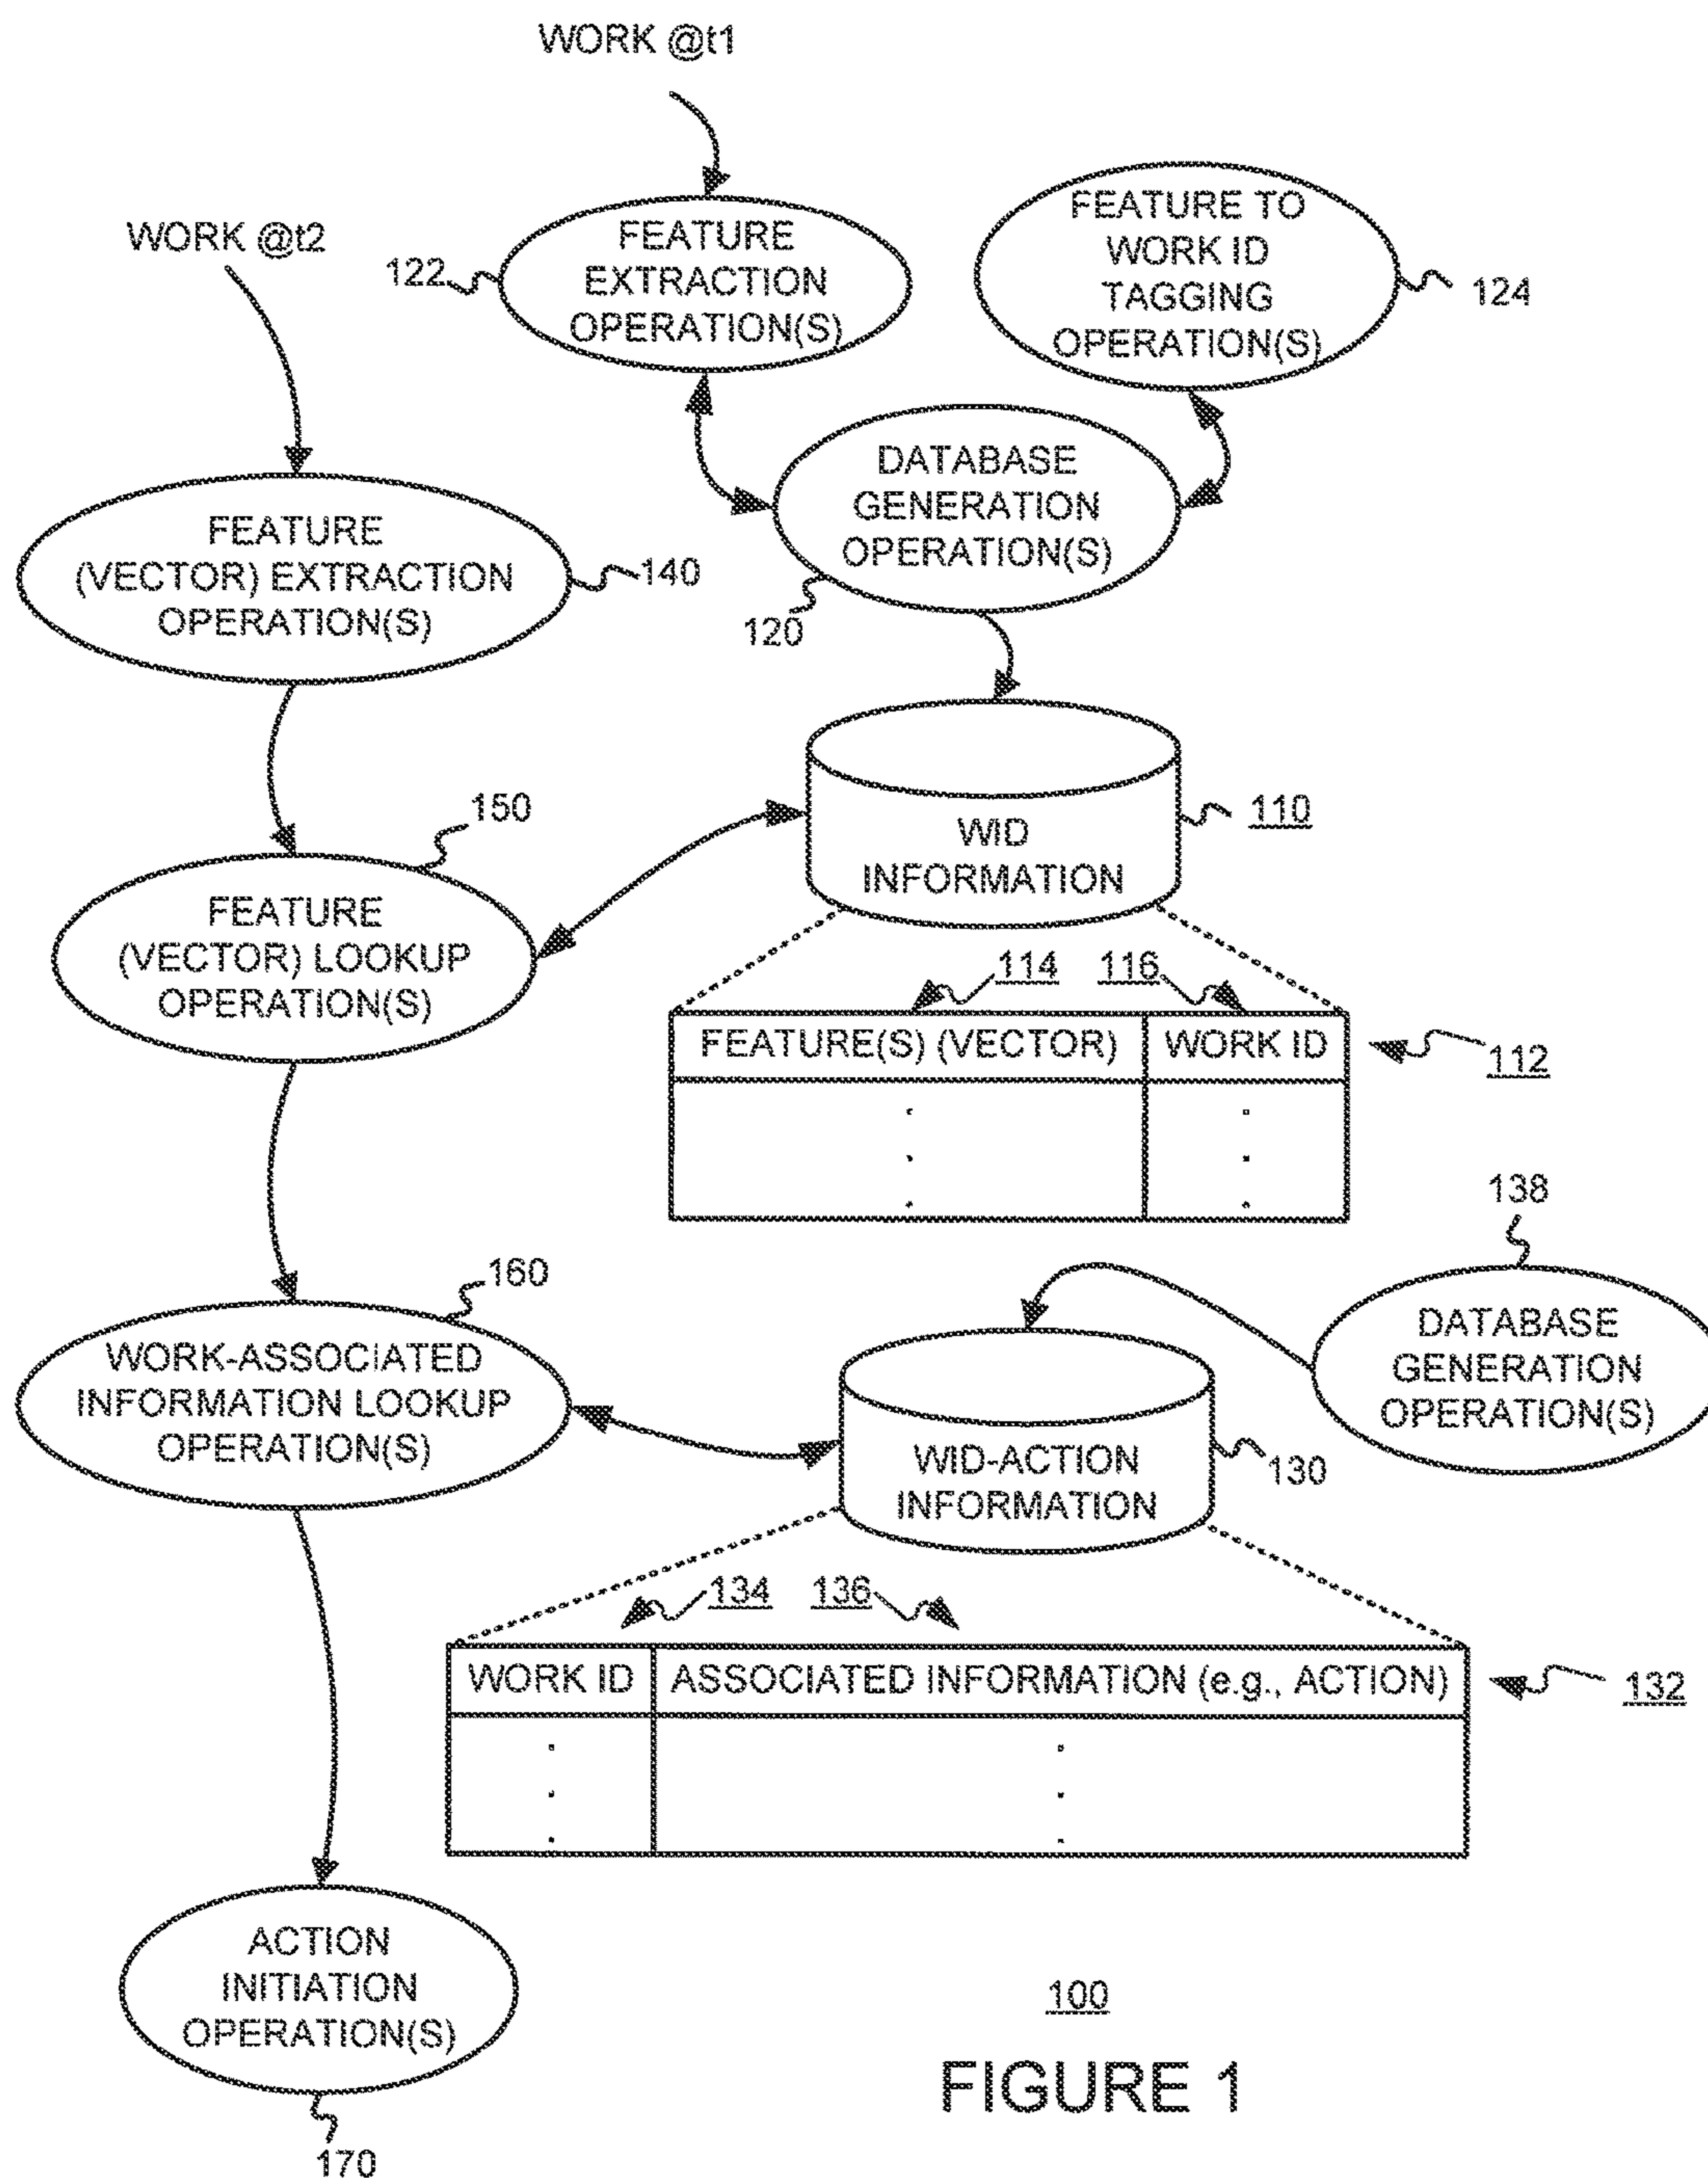 WORK @t1
WORK @t2
122
FEATURE
EXTRACTION
OPERATION(S)
FEATURE TO
WORK ID
TAGGING
OPERATION(S)
124
DATABASE
GENERATION
OPERATION(S)
120
FEATURE
(VECTOR) EXTRACTION
OPERATION(S)
140
150
WID
INFORMATION
110
FEATURE
(VECTOR) LOOKUP
OPERATION(S)
114
116
FEATURE(S) (VECTOR)
WORK ID
112
138
160
DATABASE
GENERATION
OPERATION(S)
WORK-ASSOCIATED
INFORMATION LOOKUP
OPERATION(S)
WID-ACTION
INFORMATION
130
134
136
WORK ID
ASSOCIATED INFORMATION (e.g., ACTION)
132
ACTION
INITIATION
OPERATION(S)
170
100
FIGURE 1